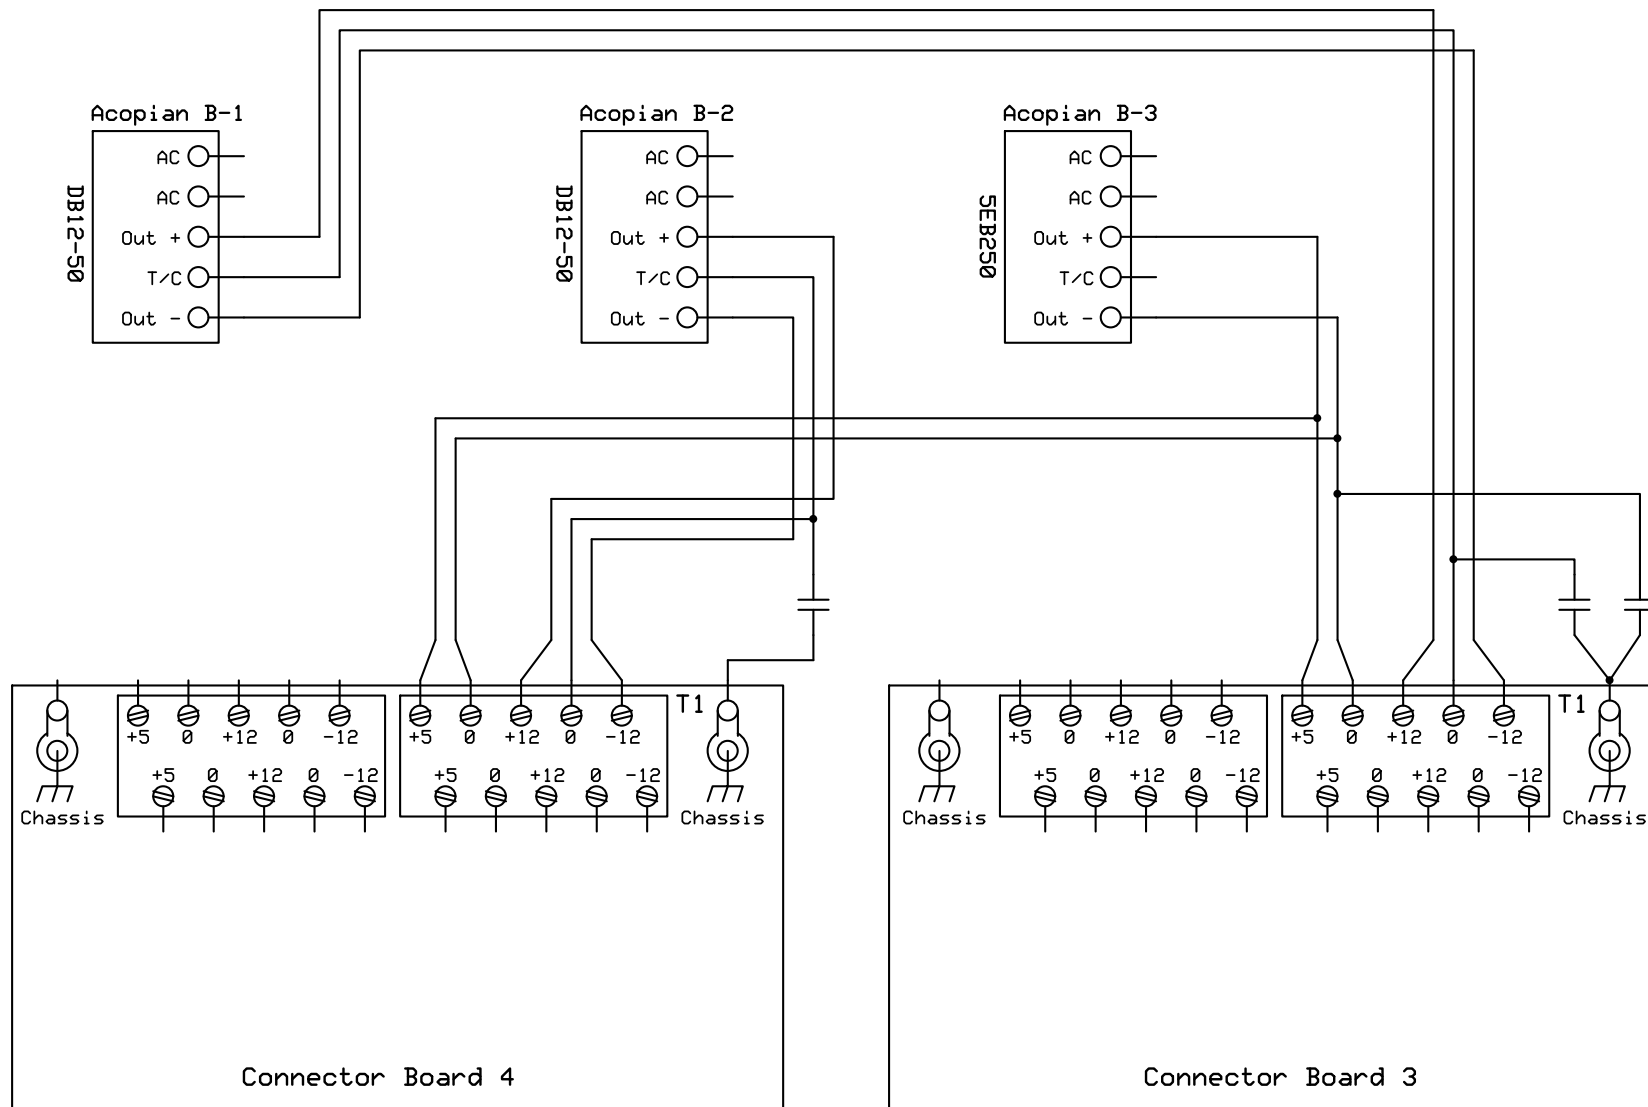 Acopian B-1
Acopian B-2
Acopian B-3
DB12-50
AC
AC
Out +
T/C
Out -
DB12-50
AC
AC
Out +
T/C
Out -
5EB250
AC
AC
Out +
T/C
Out -
T1
+5 0 +12 0 -12
+5 0 +12 0 -12
+5 0 +12 0 -12
+5 0 +12 0 -12
Chassis
Chassis
Connector Board 4
T1
+5 0 +12 0 -12
+5 0 +12 0 -12
+5 0 +12 0 -12
+5 0 +12 0 -12
Chassis
Chassis
Connector Board 3